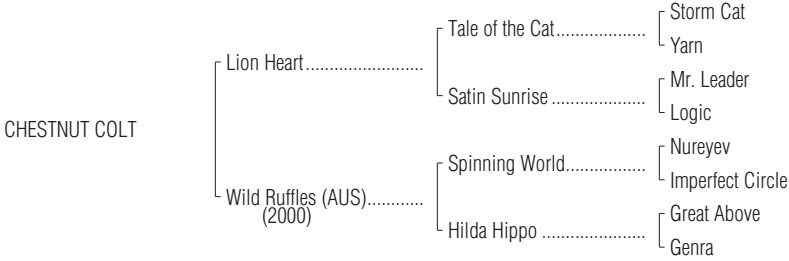 Storm Cat
Tale of the Cat....................
Yarn
Lion Heart.........................
Mr. Leader
Satin Sunrise .....................
Logic
CHESTNUT COLT
Nureyev
Spinning World..................
Imperfect Circle
Wild Ruffles (AUS)............
(2000)
Great Above
Hilda Hippo .......................
Genra